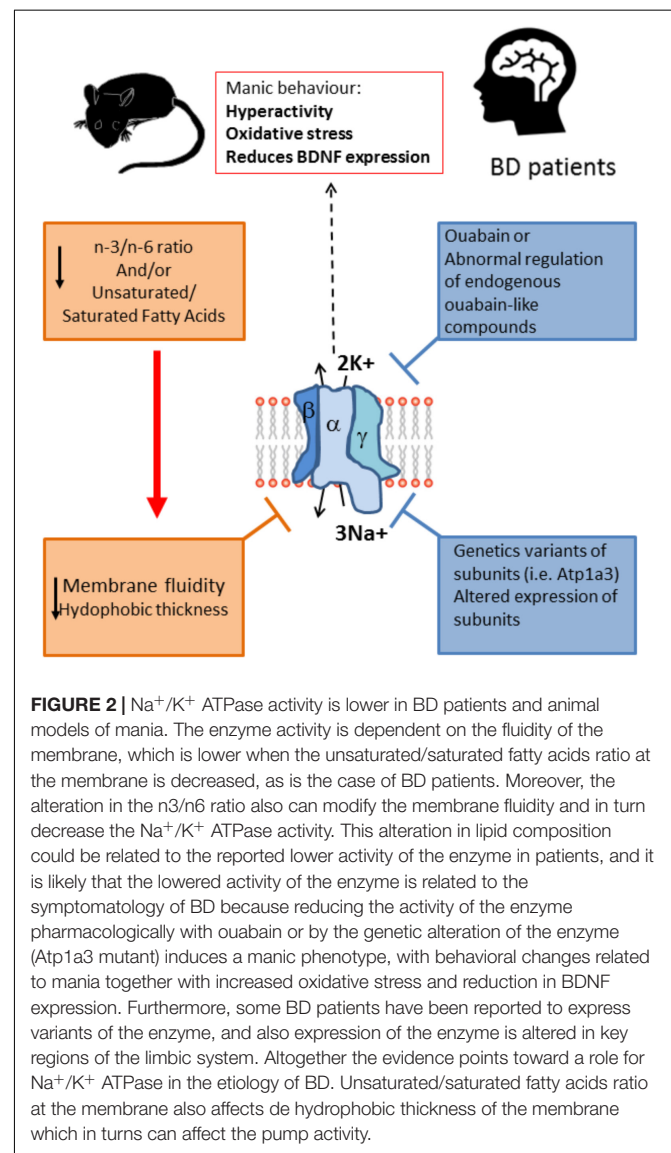 Manic behaviour:
Hyperactivity
Oxidative stress
Reduces BDNF expression
BD patients
n-3/n-6 ratio
And/or
Unsaturated/
Saturated Fatty Acids
Ouabain or
Abnormal regulation
of endogenous
ouabain-like
compounds
2K+
β
α
γ
3Na+
Membrane fluidity
Hydophobic thickness
Genetics variants of
subunits (i.e. Atp1a3)
Altered expression of
subunits
FIGURE 2 | Na⁺/K⁺ ATPase activity is lower in BD patients and animal
models of mania. The enzyme activity is dependent on the fluidity of the
membrane, which is lower when the unsaturated/saturated fatty acids ratio at
the membrane is decreased, as is the case of BD patients. Moreover, the
alteration in the n3/n6 ratio also can modify the membrane fluidity and in turn
decrease the Na⁺/K⁺ ATPase activity. This alteration in lipid composition
could be related to the reported lower activity of the enzyme in patients, and it
is likely that the lowered activity of the enzyme is related to the
symptomatology of BD because reducing the activity of the enzyme
pharmacologically with ouabain or by the genetic alteration of the enzyme
(Atp1a3 mutant) induces a manic phenotype, with behavioral changes related
to mania together with increased oxidative stress and reduction in BDNF
expression. Furthermore, some BD patients have been reported to express
variants of the enzyme, and also expression of the enzyme is altered in key
regions of the limbic system. Altogether the evidence points toward a role for
Na⁺/K⁺ ATPase in the etiology of BD. Unsaturated/saturated fatty acids ratio
at the membrane also affects de hydrophobic thickness of the membrane
which in turns can affect the pump activity.